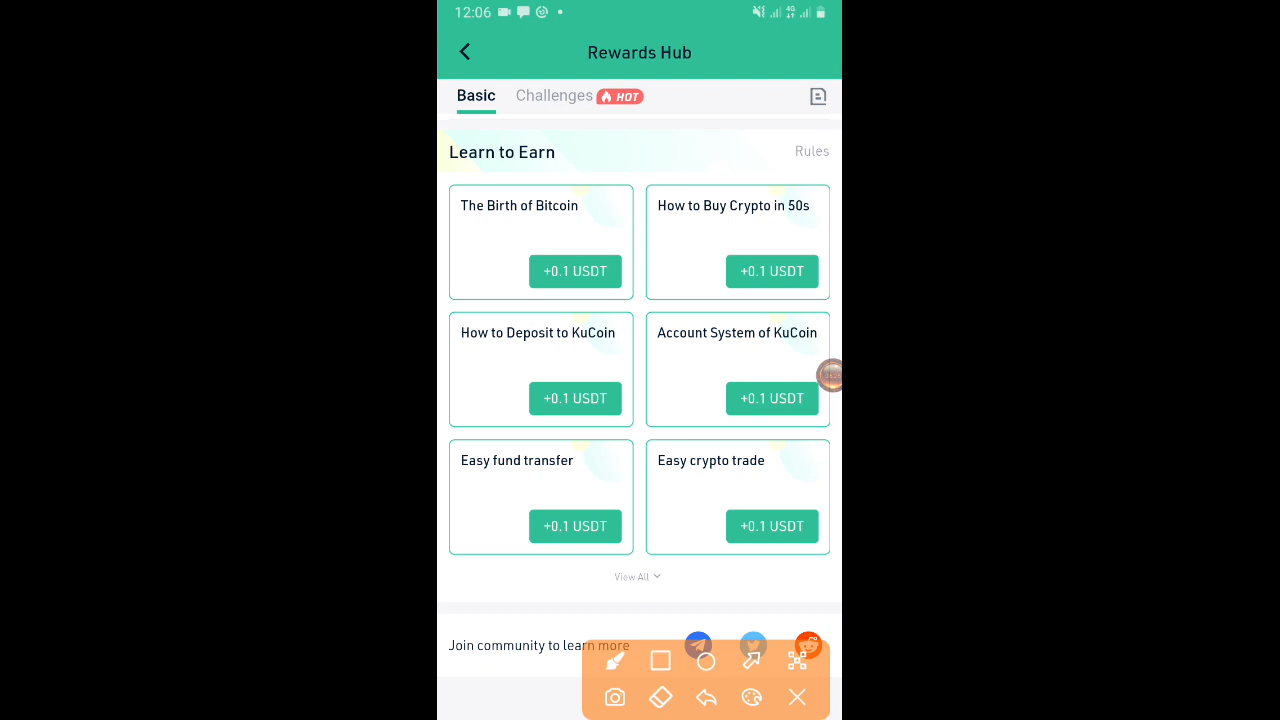 12:06
4G
Rewards Hub
Basic Challenges HOT
Learn to Earn Rules
The Birth of Bitcoin
+0.1 USDT
How to Buy Crypto in 50s
+0.1 USDT
How to Deposit to KuCoin
+0.1 USDT
Account System of KuCoin
+0.1 USDT
Easy fund transfer
+0.1 USDT
Easy crypto trade
+0.1 USDT
View All
Join community to learn more